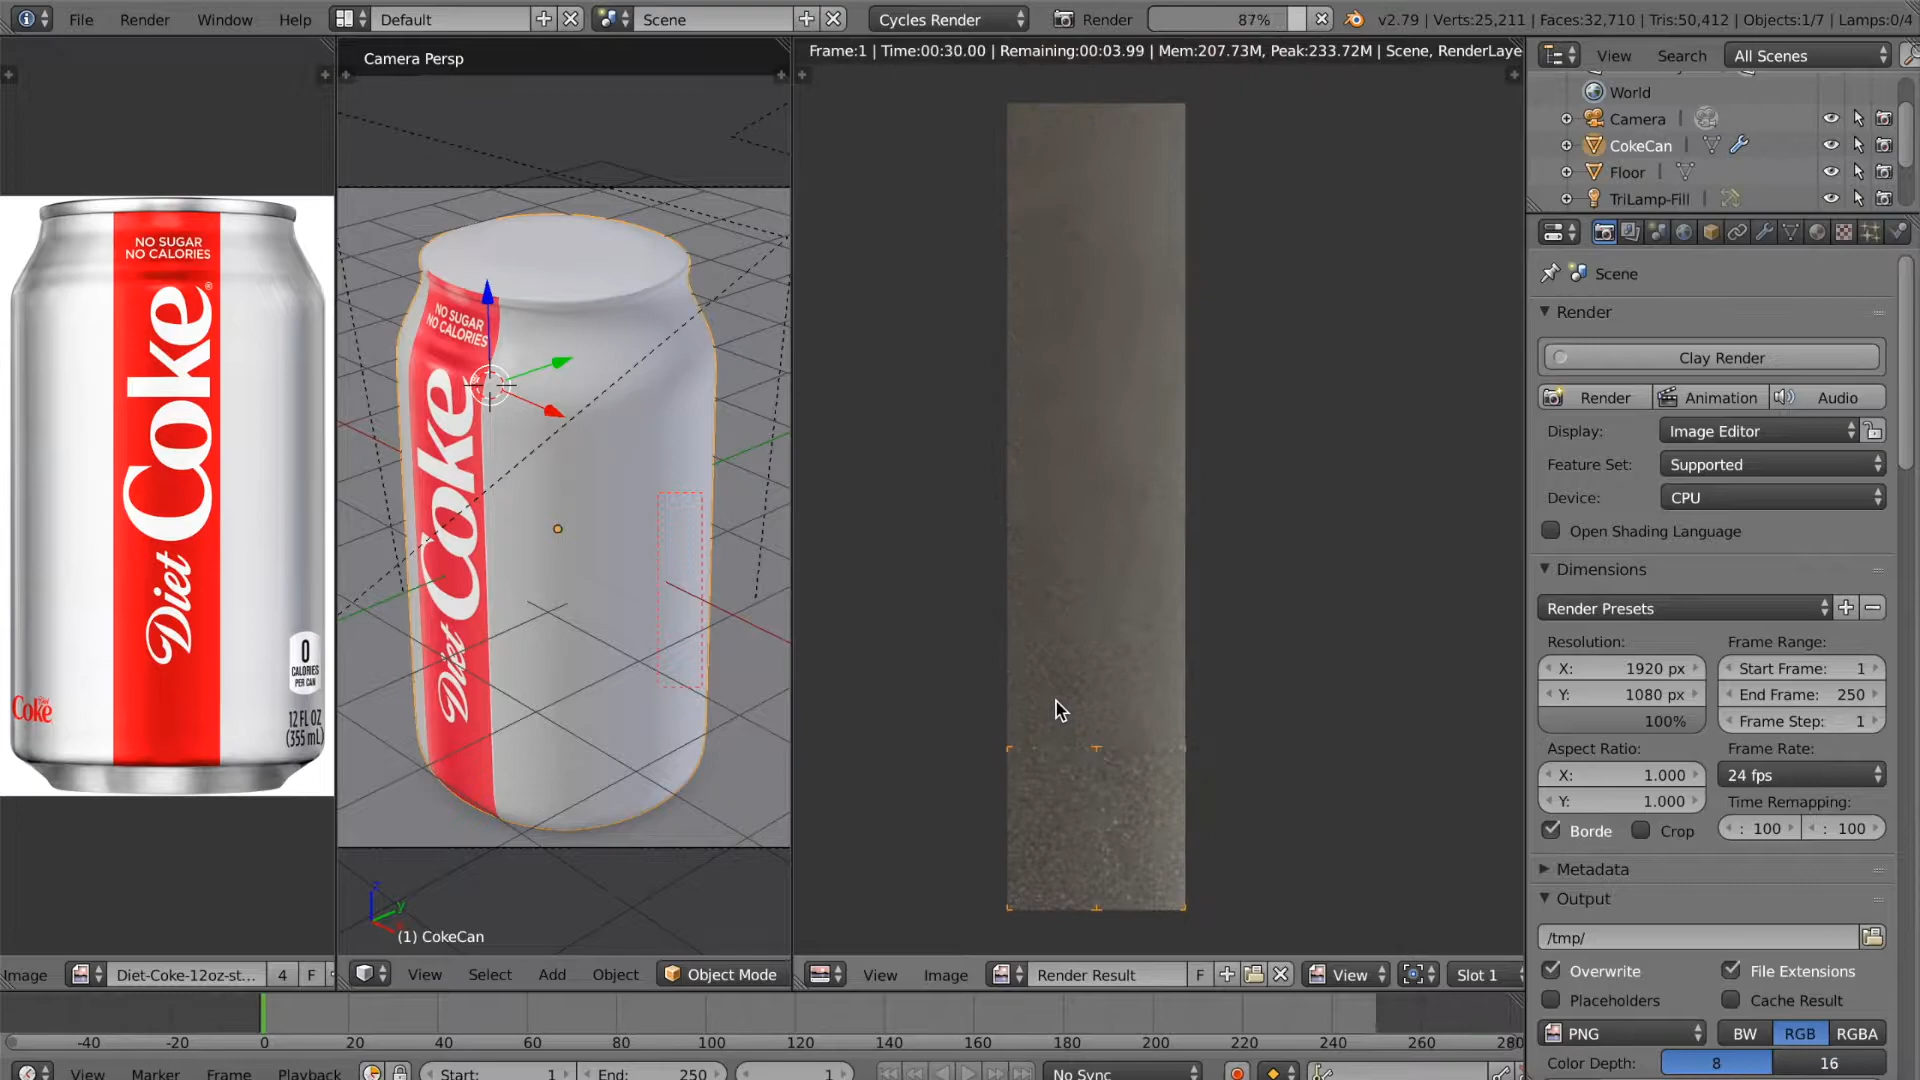 File Render Window Help Default Scene Cycles Render Render 87% v2.79 | Verts:25,211 | Faces:32,710 | Tris:50,412 | Objects:1/7 | Lamps:0/4
Camera Persp
Frame:1 | Time:00:30.00 | Remaining:00:03.99 | Mem:207.73M, Peak:233.72M | Scene, RenderLaye
View Search All Scenes
World
Camera
CokeCan
Floor
TriLamp-Fill
NO SUGAR
NO CALORIES
Coke
Diet
0
CALORIES
PER CAN
12 FL OZ
(355 mL)
Coke
NO SUGAR
NO CALORIES
Coke
Diet
(1) CokeCan
Scene
Render
Clay Render
Render Animation Audio
Display: Image Editor
Feature Set: Supported
Device: CPU
Open Shading Language
Dimensions
Render Presets
Resolution: Frame Range:
X: 1920 px Start Frame: 1
Y: 1080 px End Frame: 250
100% Frame Step: 1
Aspect Ratio: Frame Rate:
X: 1.000 24 fps
Y: 1.000 Time Remapping:
Borde Crop : 100 : 100
Metadata
Output
/tmp/
Overwrite File Extensions
Placeholders Cache Result
PNG BW RGB RGBA
Color Depth: 8 16
Image Diet-Coke-12oz-st... 4 F View Select Add Object Object Mode View Image Render Result F View Slot 1
-40 -20 0 20 40 60 80 100 120 140 160 180 200 220 240 260 280
View Marker Frame Playback Start: 1 End: 250 1 No Sync